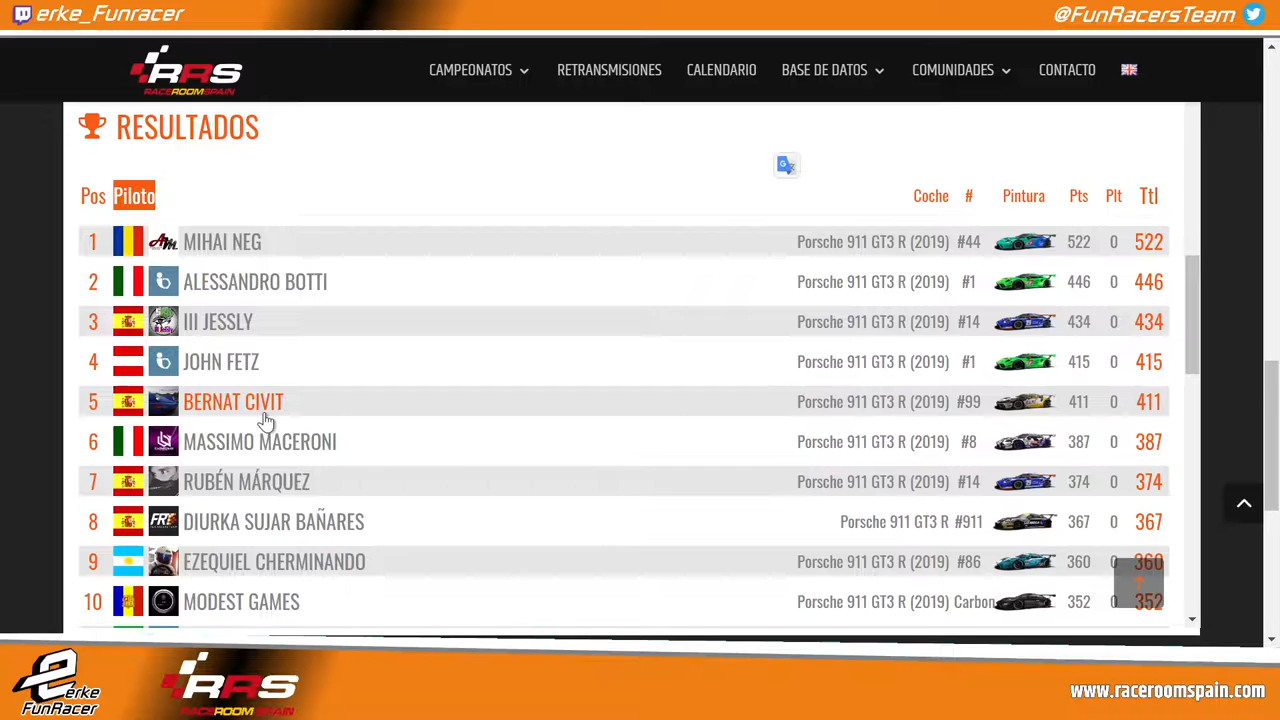 erke_Funracer
@FunRacersTeam
RRS
RACEROOMSPAIN
CAMPEONATOS RETRANSMISIONES CALENDARIO BASE DE DATOS COMUNIDADES CONTACTO
RESULTADOS
Pos Piloto Coche # Pintura Pts Plt Ttl
1 MIHAI NEG Porsche 911 GT3 R (2019) #44 522 0 522
2 ALESSANDRO BOTTI Porsche 911 GT3 R (2019) #1 446 0 446
3 III JESSLY Porsche 911 GT3 R (2019) #14 434 0 434
4 JOHN FETZ Porsche 911 GT3 R (2019) #1 415 0 415
5 BERNAT CIVIT Porsche 911 GT3 R (2019) #99 411 0 411
6 MASSIMO MACERONI Porsche 911 GT3 R (2019) #8 387 0 387
7 RUBÉN MÁRQUEZ Porsche 911 GT3 R (2019) #14 374 0 374
8 DIURKA SUJAR BAÑARES Porsche 911 GT3 R #911 367 0 367
9 EZEQUIEL CHERMINANDO Porsche 911 GT3 R (2019) #86 360 0 360
10 MODEST GAMES Porsche 911 GT3 R (2019) Carbon 352 0 352
erke
FunRacer
RRS
RACEROOM SPAIN
www.raceroomspain.com